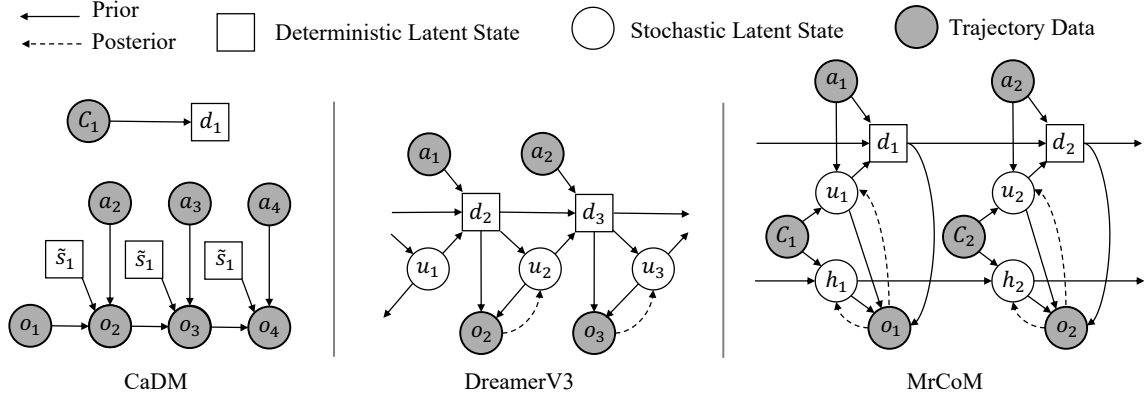 Prior
Posterior
Deterministic Latent State
Stochastic Latent State
Trajectory Data
C₁ d₁
a₂ a₃ a₄
s̃₁ s̃₁ s̃₁
o₁ o₂ o₃ o₄
CaDM
a₁ a₂
d₂ d₃
u₁ u₂ u₃
o₂ o₃
DreamerV3
a₁ a₂
d₁ d₂
u₁ u₂
C₁ C₂
h₁ h₂
o₁ o₂
MrCoM